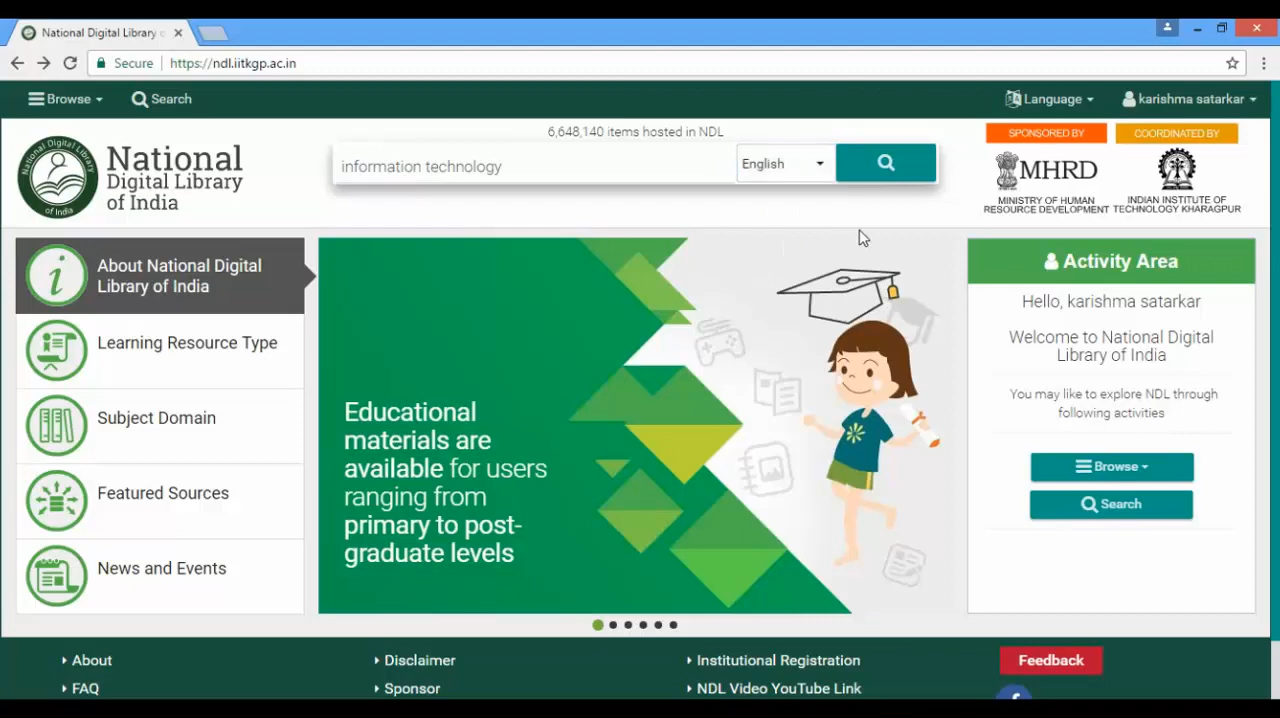 National Digital Library o
Secure
https://ndl.iitkgp.ac.in
Browse
Search
Language
karishma satarkar
6,648,140 items hosted in NDL
National Digital Library
of India
National
Digital Library
of India
information technology
English
SPONSORED BY
COORDINATED BY
MHRD
MINISTRY OF HUMAN
RESOURCE DEVELOPMENT
INDIAN INSTITUTE OF
TECHNOLOGY KHARAGPUR
About National Digital
Library of India
Learning Resource Type
Subject Domain
Featured Sources
News and Events
Educational
materials are
available for users
ranging from
primary to post-
graduate levels
Activity Area
Hello, karishma satarkar
Welcome to National Digital
Library of India
You may like to explore NDL through
following activities
Browse
Search
About
Disclaimer
Institutional Registration
Feedback
FAQ
Sponsor
NDL Video YouTube Link